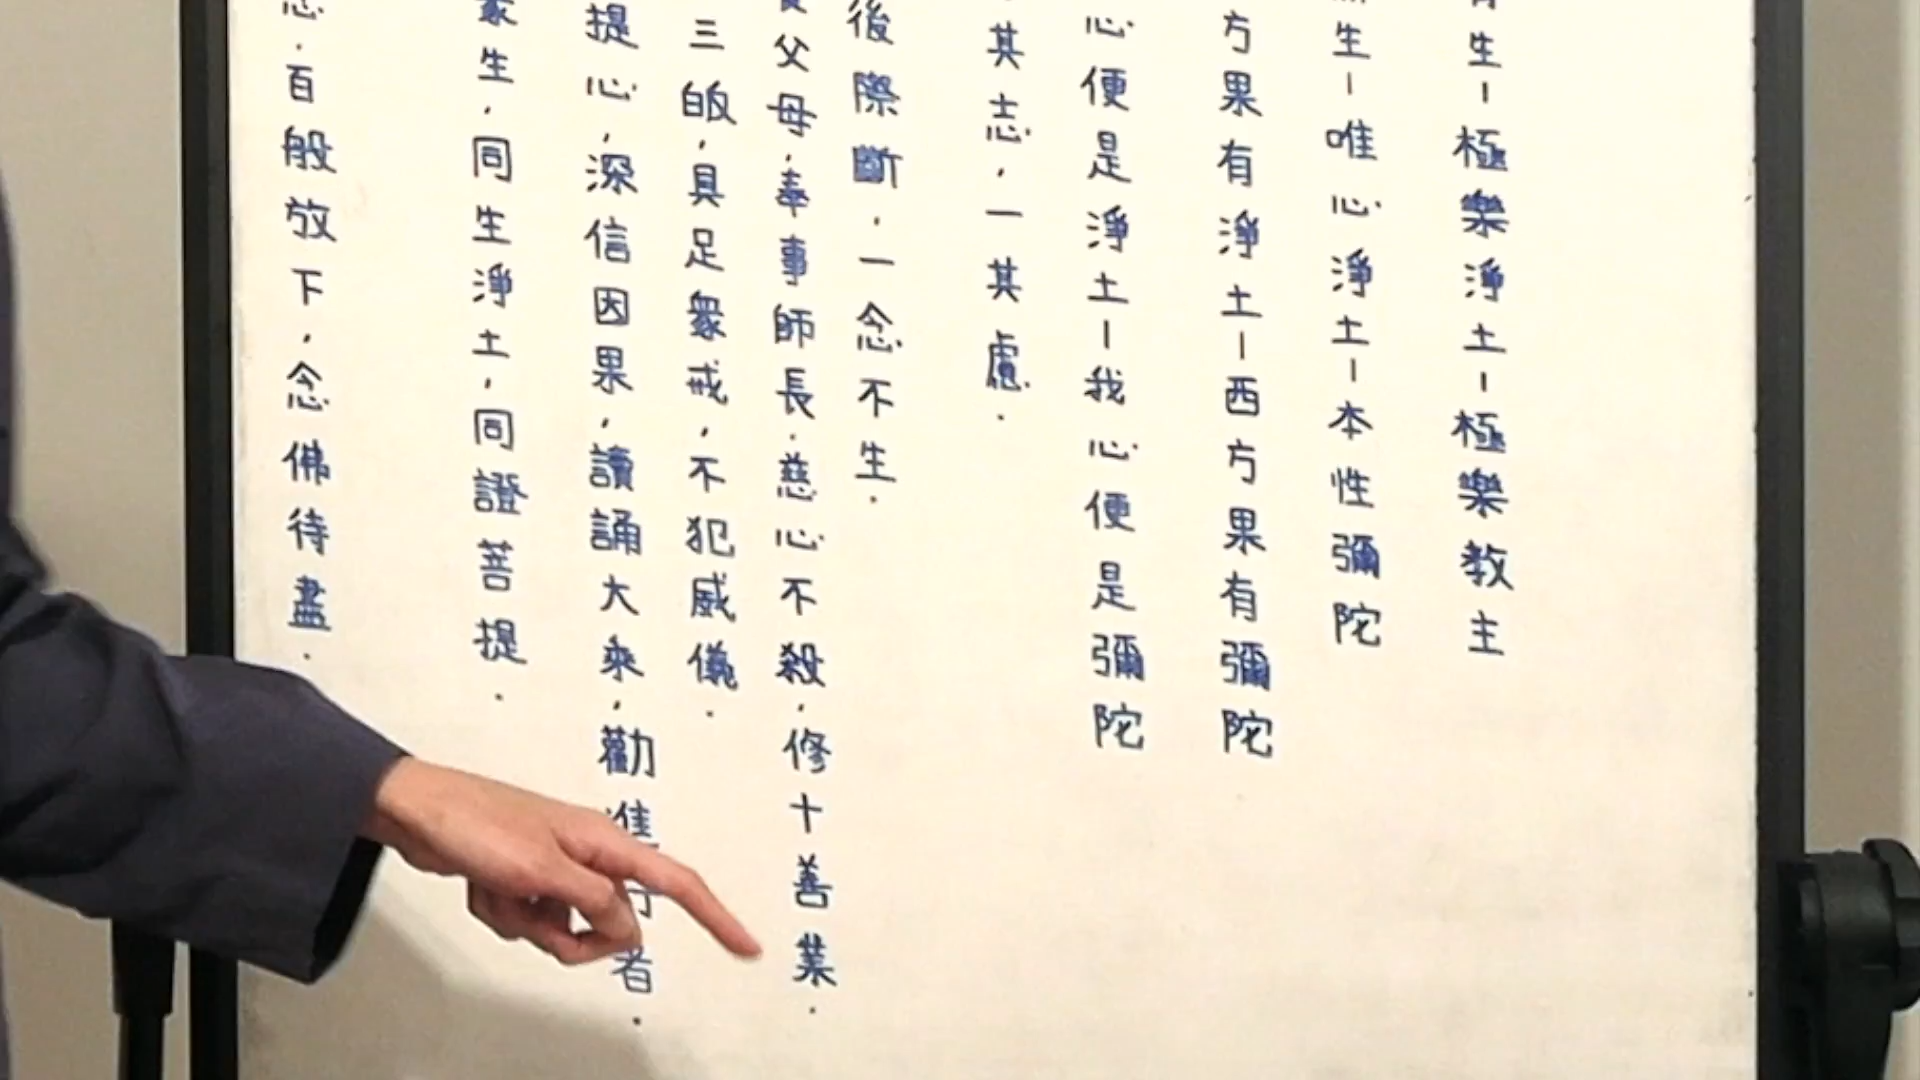 生-極樂淨土-極樂教主
生-唯心淨土-本性彌陀
方果有淨土-西方果有彌陀
心便是淨土-我心便是彌陀
其志,一其慮.
後際斷,一念不生.
父母,奉事師長.慈心不殺,修十善業.
三皈,具足眾戒,不犯威儀.
提心,深信因果,讀誦大乘,勸進行者.
眾生,同生淨土,同證菩提.
百般放下,念佛待盡.